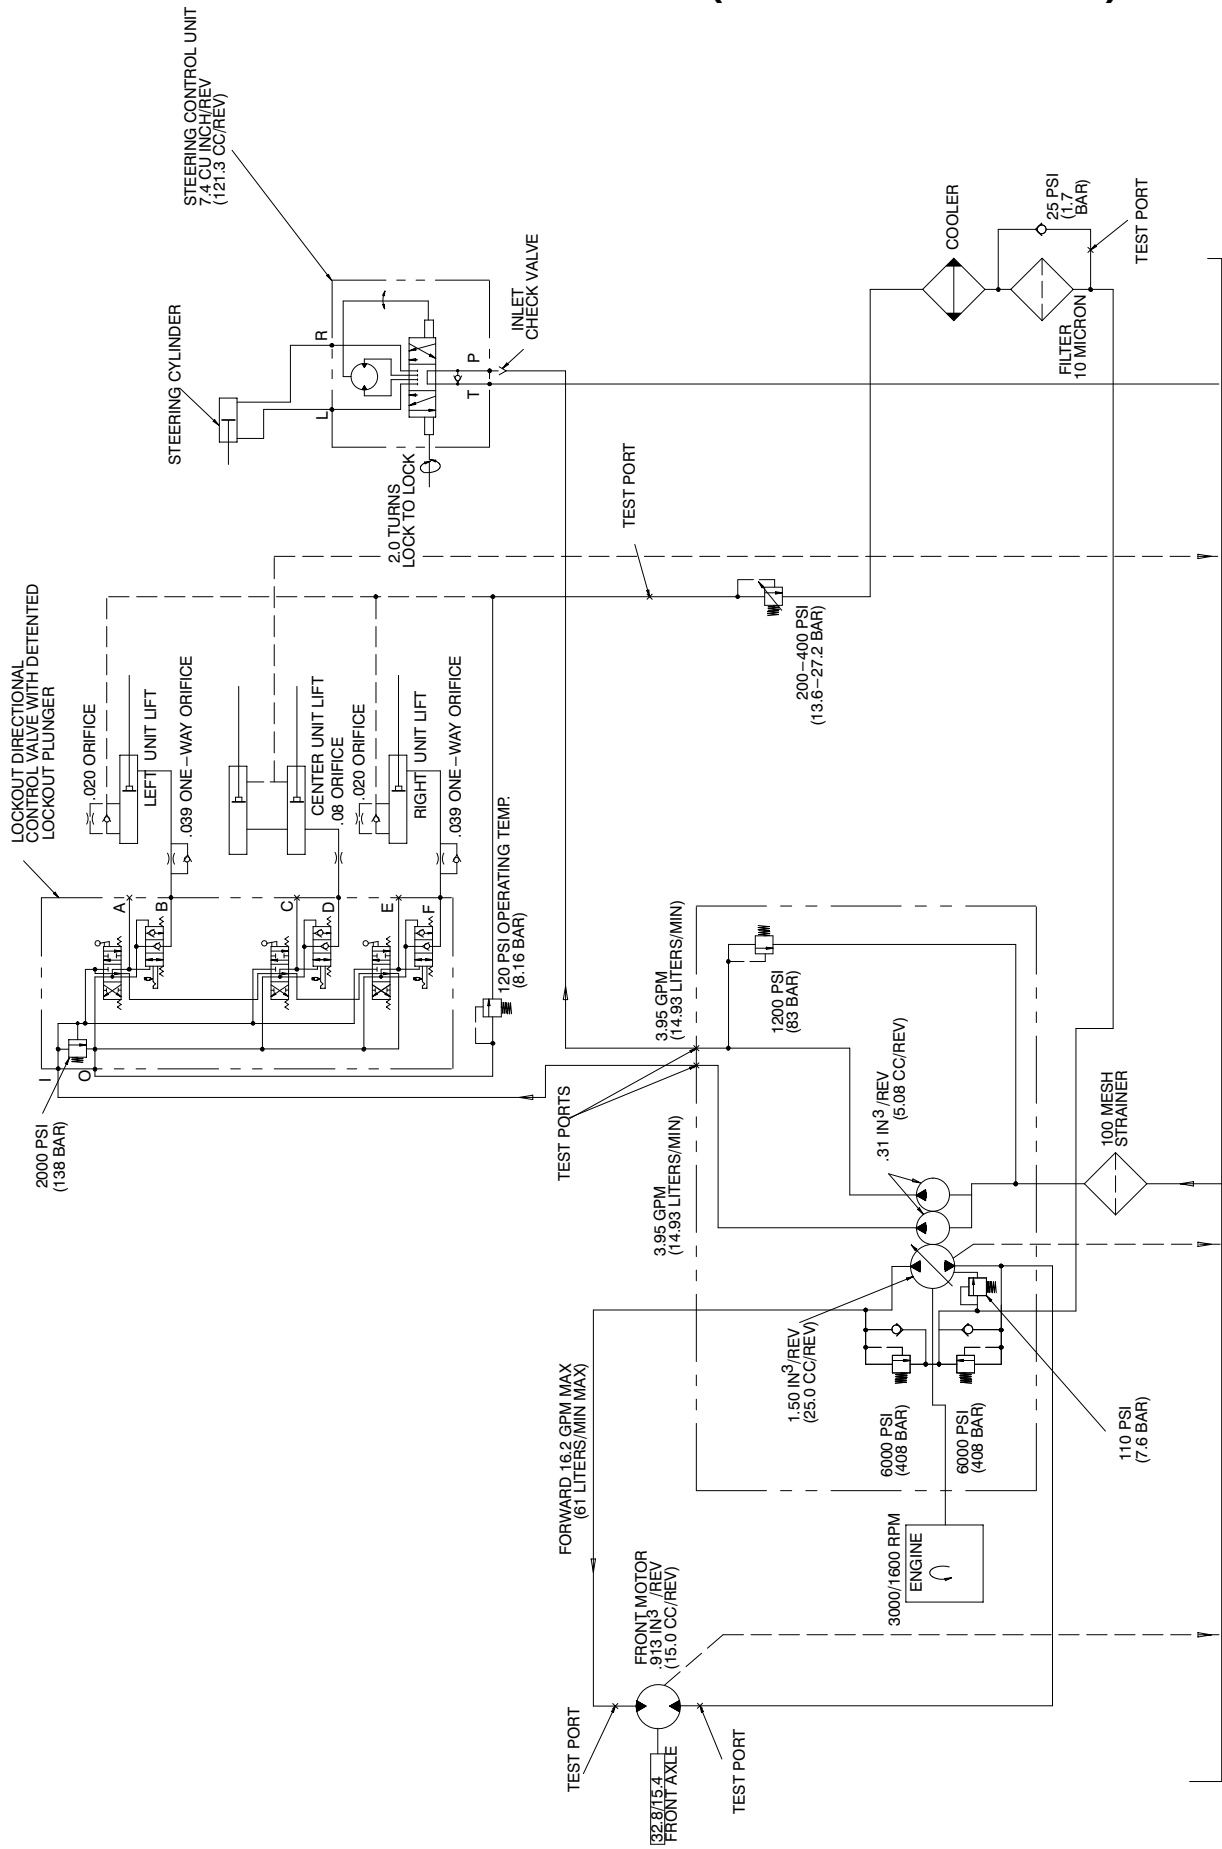 STEERING CONTROL UNIT
7.4 CU INCH/REV
(121.3 CC/REV)
STEERING CYLINDER
L
R
T
P
INLET
CHECK VALVE
2.0 TURNS
LOCK TO LOCK
LOCKOUT DIRECTIONAL
CONTROL VALVE WITH DETENTED
LOCKOUT PLUNGER
.020 ORIFICE
LEFT UNIT LIFT
.039 ONE-WAY ORIFICE
CENTER UNIT LIFT
.08 ORIFICE
.020 ORIFICE
RIGHT UNIT LIFT
.039 ONE-WAY ORIFICE
A
B
C
D
E
F
I
O
2000 PSI
(138 BAR)
120 PSI OPERATING TEMP.
(8.16 BAR)
TEST PORT
200-400 PSI
(13.6-27.2 BAR)
COOLER
25 PSI
(1.7
BAR)
FILTER
10 MICRON
TEST PORT
TEST PORTS
3.95 GPM
(14.93 LITERS/MIN)
3.95 GPM
(14.93 LITERS/MIN)
1200 PSI
(83 BAR)
.31 IN3/REV
(5.08 CC/REV)
100 MESH
STRAINER
FORWARD 16.2 GPM MAX
(61 LITERS/MIN MAX)
1.50 IN3/REV
(25.0 CC/REV)
6000 PSI
(408 BAR)
6000 PSI
(408 BAR)
110 PSI
(7.6 BAR)
3000/1600 RPM
ENGINE
FRONT MOTOR
.913 IN3 /REV
(15.0 CC/REV)
TEST PORT
TEST PORT
32.8/15.4
FRONT AXLE